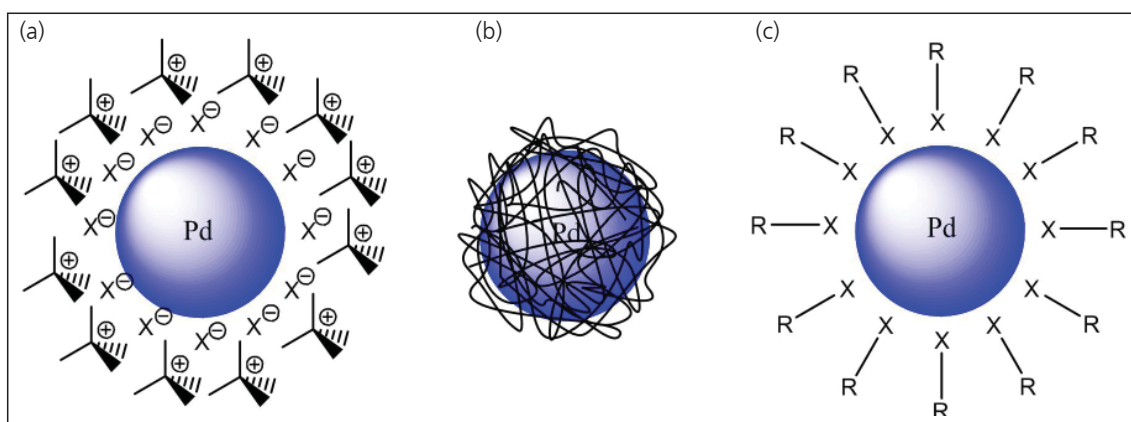 (a)
⊕ ⊕
⊕ X⊖ ⊕
X⊖ X⊖
⊕ X⊖ X⊖ ⊕
X⊖ Pd X⊖
⊕ ⊕
X⊖ X⊖
X⊖ X⊖ ⊕
⊕ X⊖
⊕ ⊕
(b)
Pd
(c)
R R R
R X X X R
X X
R X Pd X R
X X
R X X X R
R R R